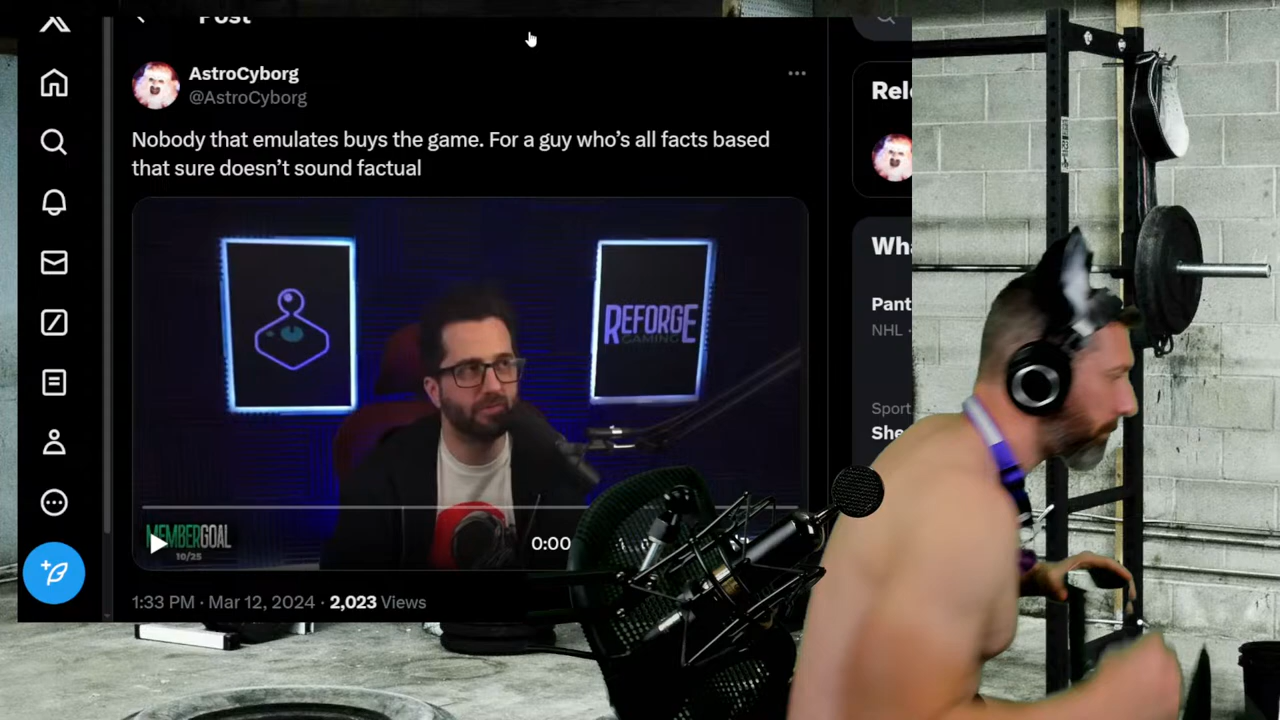 Post
AstroCyborg
@AstroCyborg
Nobody that emulates buys the game. For a guy who’s all facts based
that sure doesn’t sound factual
REFORGE
GAMING
MEMBERGOAL
10/25
0:00
1:33 PM · Mar 12, 2024 · 2,023 Views
Rele
Wha
Pant
NHL ·
Sport
She